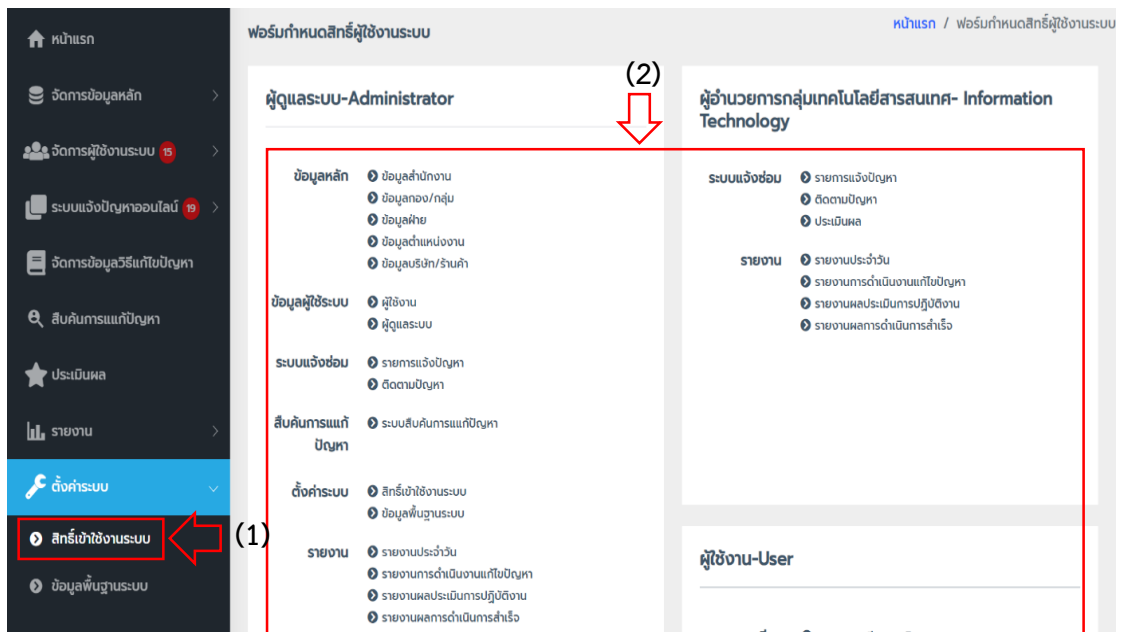 หน้าแรก
จัดการข้อมูลหลัก
จัดการผู้ใช้งานระบบ 15
ระบบแจ้งปัญหาออนไลน์ 19
จัดการข้อมูลวิธีแก้ไขปัญหา
สืบค้นการแแก้ปัญหา
ประเมินผล
รายงาน
ตั้งค่าระบบ
สิทธิ์เข้าใช้งานระบบ
(1)
ข้อมูลพื้นฐานระบบ
ฟอร์มกำหนดสิทธิ์ผู้ใช้งานระบบ
หน้าแรก / ฟอร์มกำหนดสิทธิ์ผู้ใช้งานระบบ
(2)
ผู้ดูแลระบบ-Administrator
ข้อมูลหลัก
ข้อมูลสำนักงาน
ข้อมูลกอง/กลุ่ม
ข้อมูลฝ่าย
ข้อมูลตำแหน่งงาน
ข้อมูลบริษัท/ร้านค้า
ข้อมูลผู้ใช้ระบบ
ผู้ใช้งาน
ผู้ดูแลระบบ
ระบบแจ้งซ่อม
รายการแจ้งปัญหา
ติดตามปัญหา
สืบค้นการแแก้
ปัญหา
ระบบสืบค้นการแแก้ปัญหา
ตั้งค่าระบบ
สิทธิ์เข้าใช้งานระบบ
ข้อมูลพื้นฐานระบบ
รายงาน
รายงานประจำวัน
รายงานการดำเนินงานแก้ไขปัญหา
รายงานผลประเมินการปฏิบัติงาน
รายงานผลการดำเนินการสำเร็จ
ผู้อำนวยการกลุ่มเทคโนโลยีสารสนเทศ- Information
Technology
ระบบแจ้งซ่อม
รายการแจ้งปัญหา
ติดตามปัญหา
ประเมินผล
รายงาน
รายงานประจำวัน
รายงานการดำเนินงานแก้ไขปัญหา
รายงานผลประเมินการปฏิบัติงาน
รายงานผลการดำเนินการสำเร็จ
ผู้ใช้งาน-User